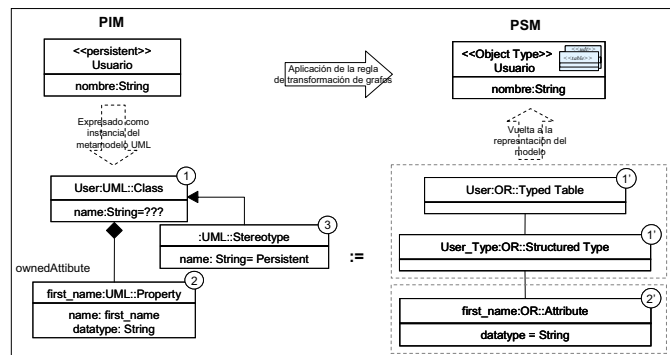 PIM
PSM
<<persistent>>
Usuario
nombre:String
Aplicación de la regla
de transformación de grafos
<<Object Type>>
Usuario
nombre:String
<<table>>
Expresado como
instancia del
metamodelo UML
Vuelta a la
repreentación del
modelo
1
User:UML::Class
name:String=???
3
:UML::Stereotype
name: String= Persistent
:=
ownedAttibute
2
first_name:UML::Property
name: first_name
datatype: String
1'
User:OR::Typed Table
1'
User_Type:OR::Structured Type
2'
first_name:OR::Attribute
datatype = String